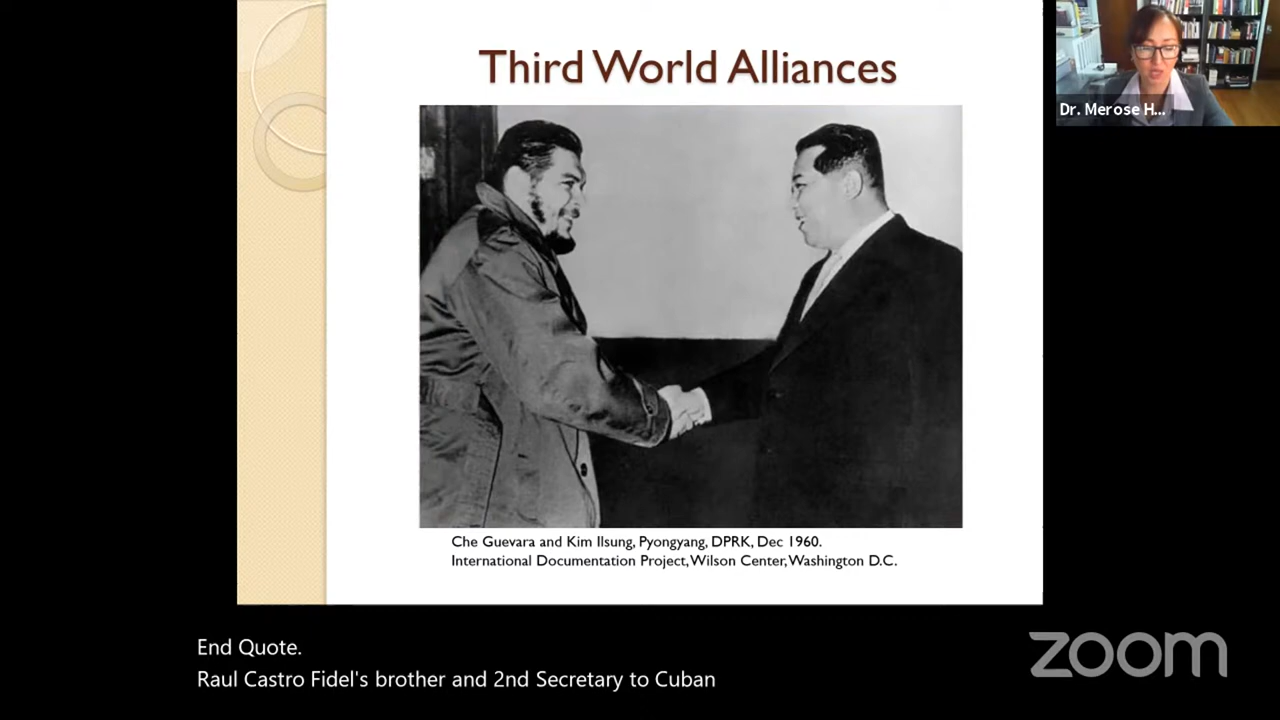 Third World Alliances
Dr. Merose H...
Che Guevara and Kim Ilsung, Pyongyang, DPRK, Dec 1960.
International Documentation Project, Wilson Center, Washington D.C.
End Quote.
Raul Castro Fidel's brother and 2nd Secretary to Cuban
zoom